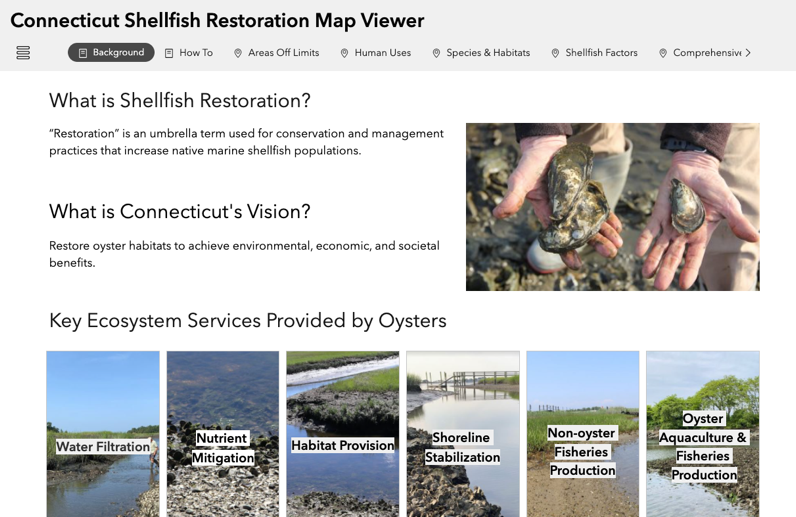 Connecticut Shellfish Restoration Map Viewer
Background How To Areas Off Limits Human Uses Species & Habitats Shellfish Factors Comprehensive
What is Shellfish Restoration?
“Restoration” is an umbrella term used for conservation and management
practices that increase native marine shellfish populations.
What is Connecticut's Vision?
Restore oyster habitats to achieve environmental, economic, and societal
benefits.
Key Ecosystem Services Provided by Oysters
Water Filtration
Nutrient
Mitigation
Habitat Provision
Shoreline
Stabilization
Non-oyster
Fisheries
Production
Oyster
Aquaculture &
Fisheries
Production